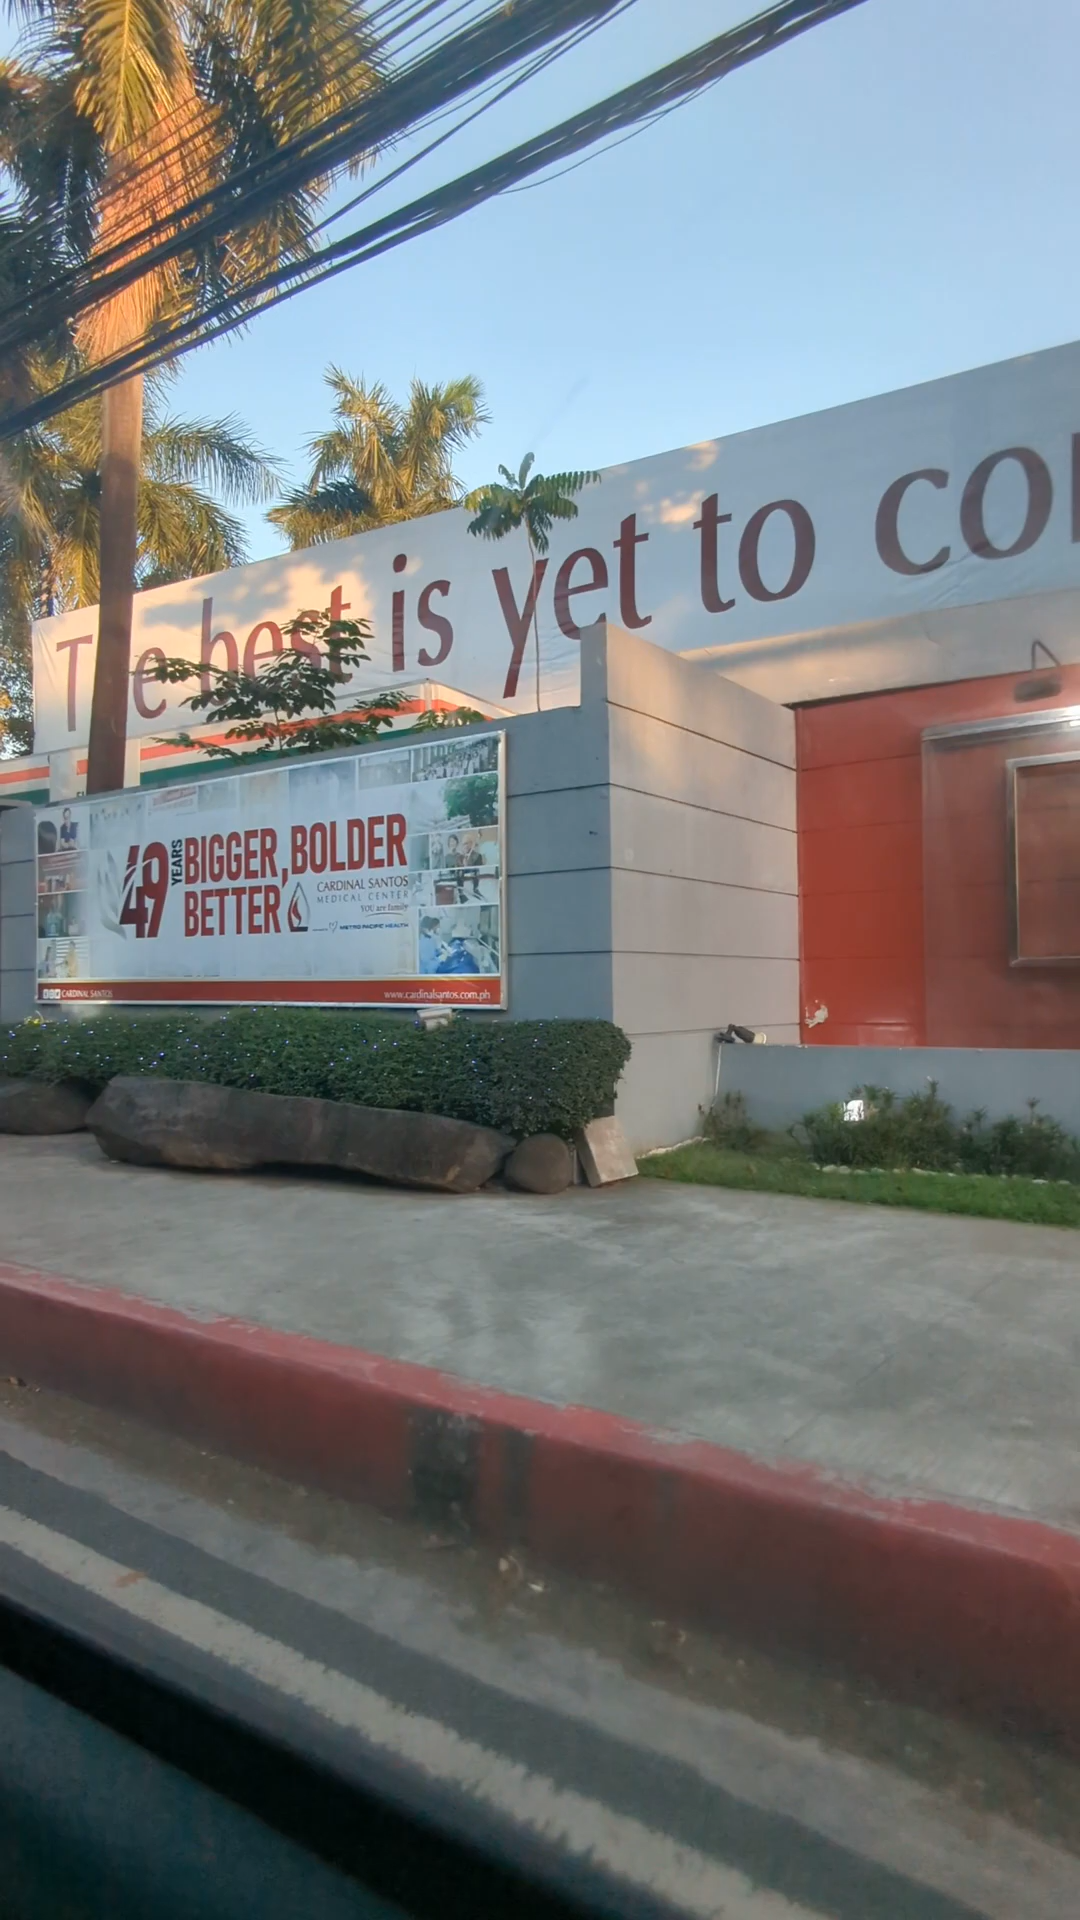 The best is yet to co
49
YEARS
BIGGER, BOLDER
BETTER
CARDINAL SANTOS
MEDICAL CENTER
YOU are family
METRO PACIFIC HEALTH
CARDINAL SANTOS
www.cardinalsantos.com.ph